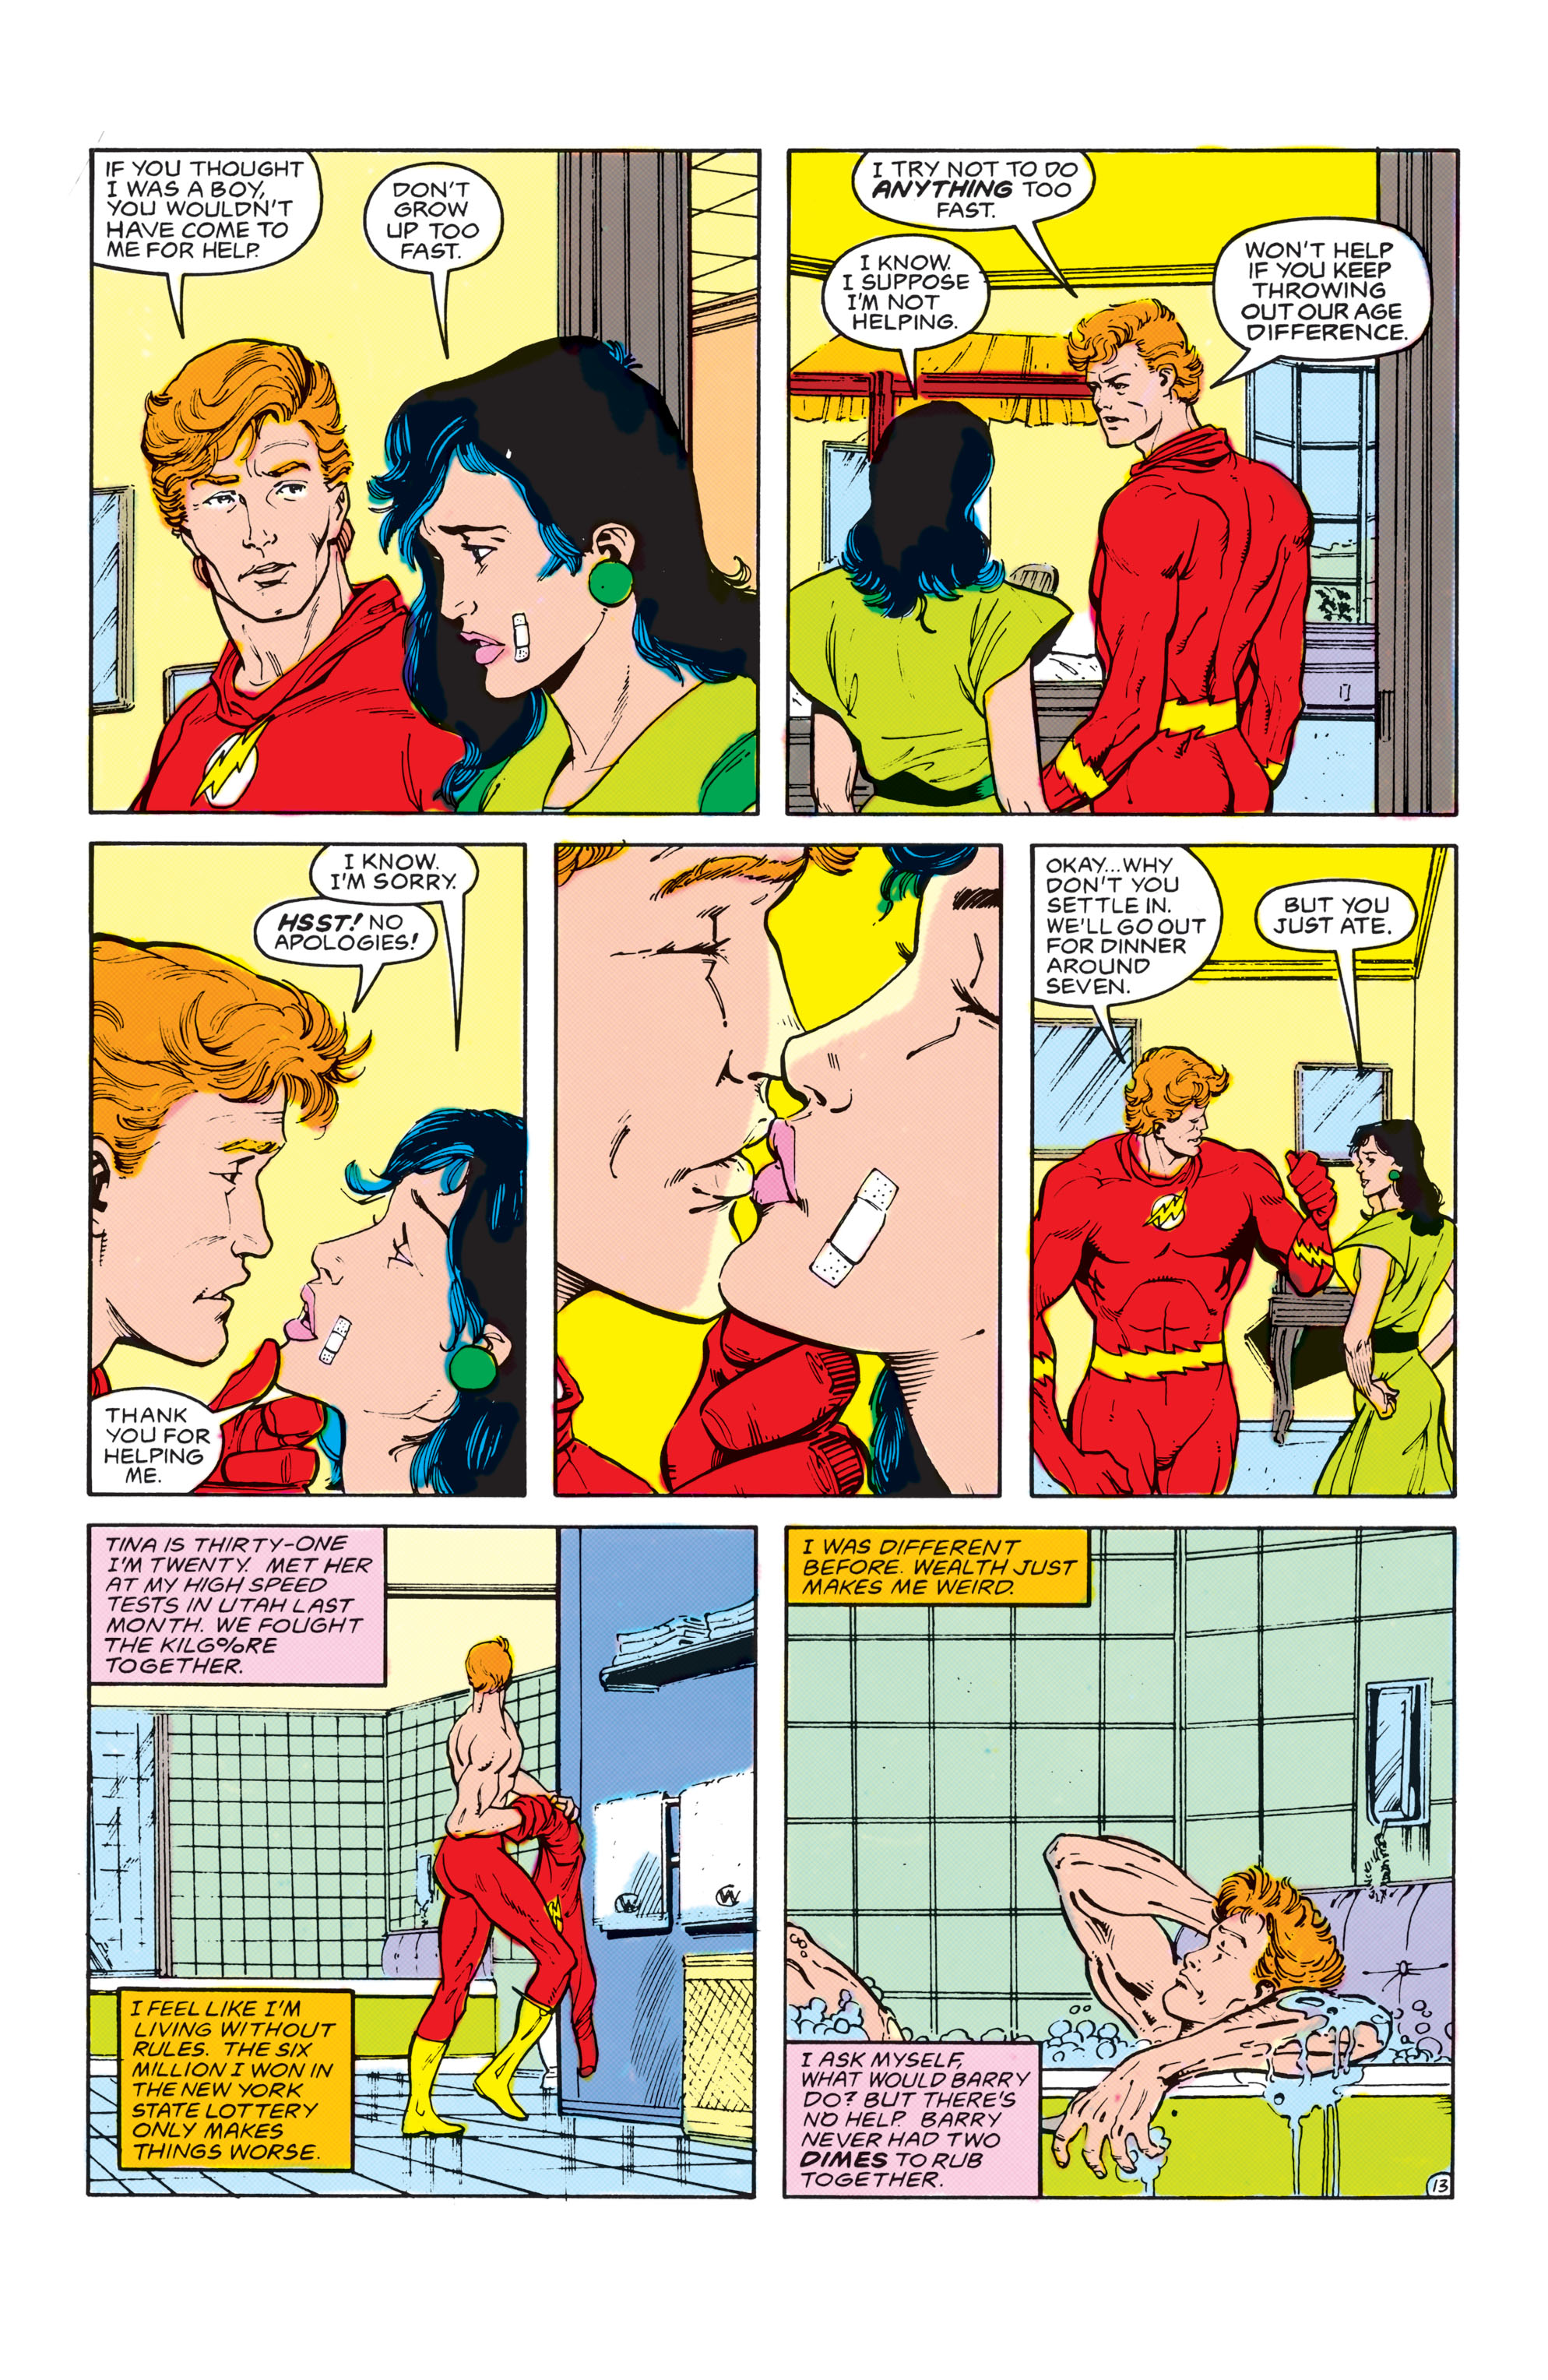 IF YOU THOUGHT
I WAS A BOY,
YOU WOULDN'T
HAVE COME TO
ME FOR HELP.
DON'T
GROW
UP TOO
FAST.
I TRY NOT TO DO
ANYTHING TOO
FAST.
I KNOW.
I SUPPOSE
I'M NOT
HELPING.
WON'T HELP
IF YOU KEEP
THROWING
OUT OUR AGE
DIFFERENCE.
I KNOW.
I'M SORRY.
HSST! NO
APOLOGIES!
THANK
YOU FOR
HELPING
ME.
OKAY...WHY
DON'T YOU
SETTLE IN.
WE'LL GO OUT
FOR DINNER
AROUND
SEVEN.
BUT YOU
JUST ATE.
TINA IS THIRTY-ONE
I'M TWENTY. MET HER
AT MY HIGH SPEED
TESTS IN UTAH LAST
MONTH. WE FOUGHT
THE KILG%RE
TOGETHER.
W
W
I FEEL LIKE I'M
LIVING WITHOUT
RULES. THE SIX
MILLION I WON IN
THE NEW YORK
STATE LOTTERY
ONLY MAKES
THINGS WORSE.
I WAS DIFFERENT
BEFORE. WEALTH JUST
MAKES ME WEIRD.
I ASK MYSELF,
WHAT WOULD BARRY
DO? BUT THERE'S
NO HELP. BARRY
NEVER HAD TWO
DIMES TO RUB
TOGETHER.
13